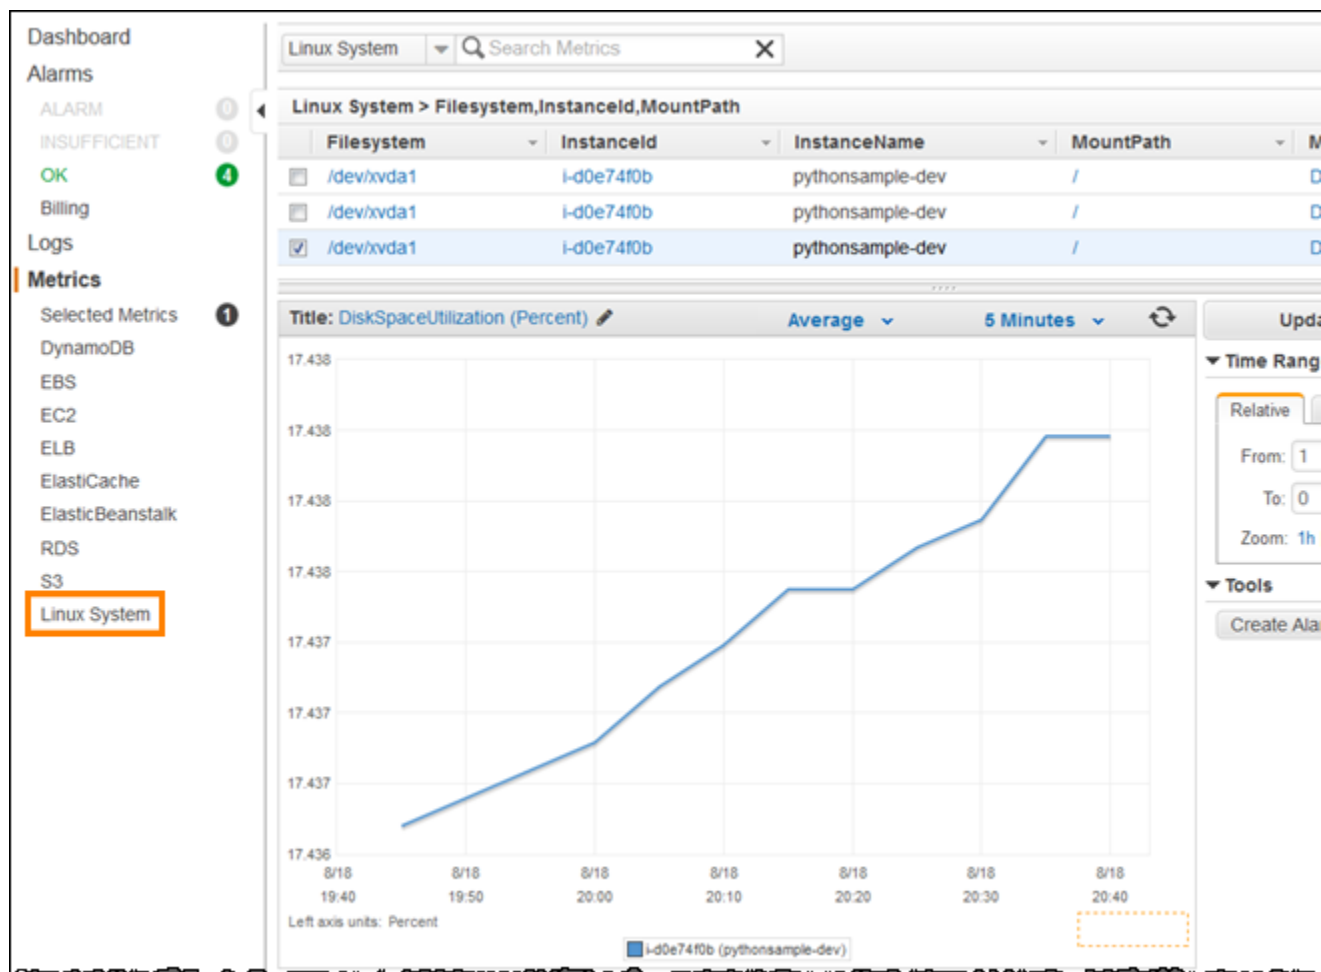 Dashboard
Alarms
ALARM 0
INSUFFICIENT 0
OK 4
Billing
Logs
Metrics
Selected Metrics 1
DynamoDB
EBS
EC2
ELB
ElastiCache
ElasticBeanstalk
RDS
S3
Linux System
Linux System Search Metrics
Linux System > Filesystem,InstanceId,MountPath
Filesystem InstanceId InstanceName MountPath M
/dev/xvda1 i-d0e74f0b pythonsample-dev / D
/dev/xvda1 i-d0e74f0b pythonsample-dev / D
/dev/xvda1 i-d0e74f0b pythonsample-dev / D
Title: DiskSpaceUtilization (Percent) Average 5 Minutes
17.438
17.438
17.438
17.438
17.437
17.437
17.437
17.436
8/18 8/18 8/18 8/18 8/18 8/18 8/18
19:40 19:50 20:00 20:10 20:20 20:30 20:40
Left axis units: Percent
i-d0e74f0b (pythonsample-dev)
Upda
Time Rang
Relative
From: 1
To: 0
Zoom: 1h
Tools
Create Ala